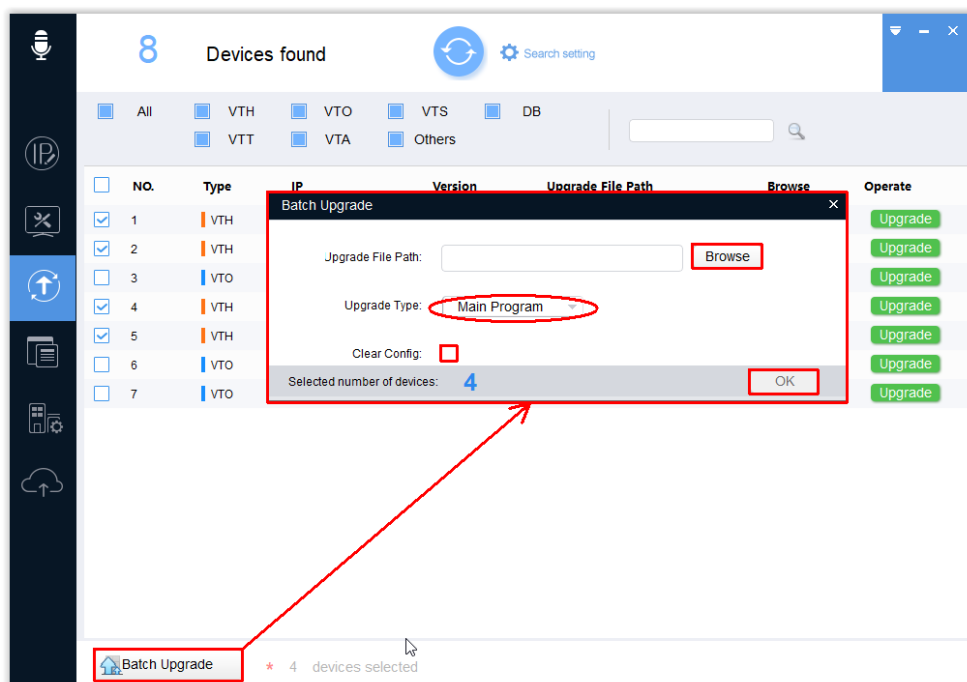 8 Devices found Search setting
All VTH VTO VTS DB
VTT VTA Others
IP
NO. Type IP Version Upgrade File Path Browse Operate
Batch Upgrade
1 VTH Upgrade
2 VTH Upgrade
Upgrade File Path: Browse
3 VTO Upgrade
4 VTH Upgrade
Upgrade Type: Main Program
5 VTH Upgrade
Clear Config:
6 VTO Upgrade
Selected number of devices: 4 OK
7 VTO Upgrade
Batch Upgrade * 4 devices selected